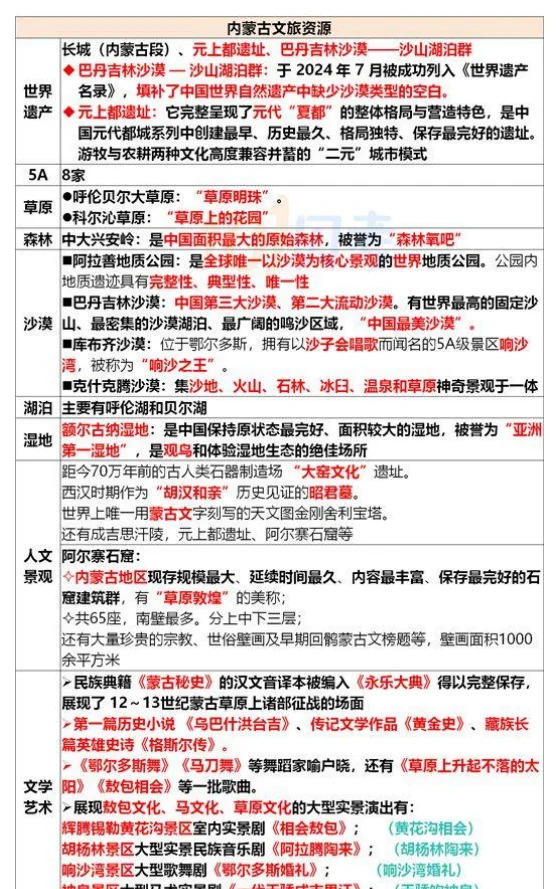 内蒙古文旅资源
世界遗产
长城（内蒙古段）、元上都遗址、巴丹吉林沙漠——沙山湖泊群
◆巴丹吉林沙漠 — 沙山湖泊群：于 2024 年 7 月被成功列入《世界遗产
名录》，填补了中国世界自然遗产中缺少沙漠类型的空白。
◆元上都遗址：它完整呈现了元代“夏都”的整体格局与营造特色，是中
国元代都城系列中创建最早、历史最久、格局独特、保存最完好的遗址。
游牧与农耕两种文化高度兼容并蓄的“二元”城市模式
5A
8家
草原
●呼伦贝尔大草原：“草原明珠”。
●科尔沁草原：“草原上的花园”
森林
中大兴安岭：是中国面积最大的原始森林，被誉为“森林氧吧”
沙漠
■阿拉善地质公园：是全球唯一以沙漠为核心景观的世界地质公园。公园内
地质遗迹具有完整性、典型性、唯一性
■巴丹吉林沙漠：中国第三大沙漠、第二大流动沙漠。有世界最高的固定沙
山、最密集的沙漠湖泊、最广阔的鸣沙区域，“中国最美沙漠”。
■库布齐沙漠：位于鄂尔多斯，拥有以沙子会唱歌而闻名的5A级景区响沙
湾，被称为“响沙之王”。
■克什克腾沙漠：集沙地、火山、石林、冰臼、温泉和草原神奇景观于一体
湖泊
主要有呼伦湖和贝尔湖
湿地
额尔古纳湿地：是中国保持原状态最完好、面积较大的湿地，被誉为“亚洲
第一湿地”，是观鸟和体验湿地生态的绝佳场所
人文景观
距今70万年前的古人类石器制造场 “大窑文化”遗址。
西汉时期作为“胡汉和亲”历史见证的昭君墓。
世界上唯一用蒙古文字刻写的天文图金刚舍利宝塔。
还有成吉思汗陵，元上都遗址、阿尔寨石窟等
阿尔寨石窟：
✧内蒙古地区现存规模最大、延续时间最久、内容最丰富、保存最完好的石
窟建筑群，有“草原敦煌”的美称；
✧共65座，南壁最多。分上中下三层；
还有大量珍贵的宗教、世俗壁画及早期回鹘蒙古文榜题等，壁画面积1000
余平方米
文学艺术
➢民族典籍《蒙古秘史》的汉文音译本被编入《永乐大典》得以完整保存，
展现了 12～13世纪蒙古草原上诸部征战的场面
➢第一篇历史小说 《乌巴什洪台吉》、传记文学作品《黄金史》、藏族长
篇英雄史诗《格斯尔传》。
➢《鄂尔多斯舞》《马刀舞》等舞蹈家喻户晓，还有《草原上升起不落的太
阳》《敖包相会》等一批歌曲。
➢展现敖包文化、马文化、草原文化的大型实景演出有：
辉腾锡勒黄花沟景区室内实景剧《相会敖包》； （黄花沟相会）
胡杨林景区大型实景民族音乐剧《阿拉腾陶来》； （胡杨林陶来）
响沙湾景区大型歌舞剧《鄂尔多斯婚礼》； （响沙湾婚礼）